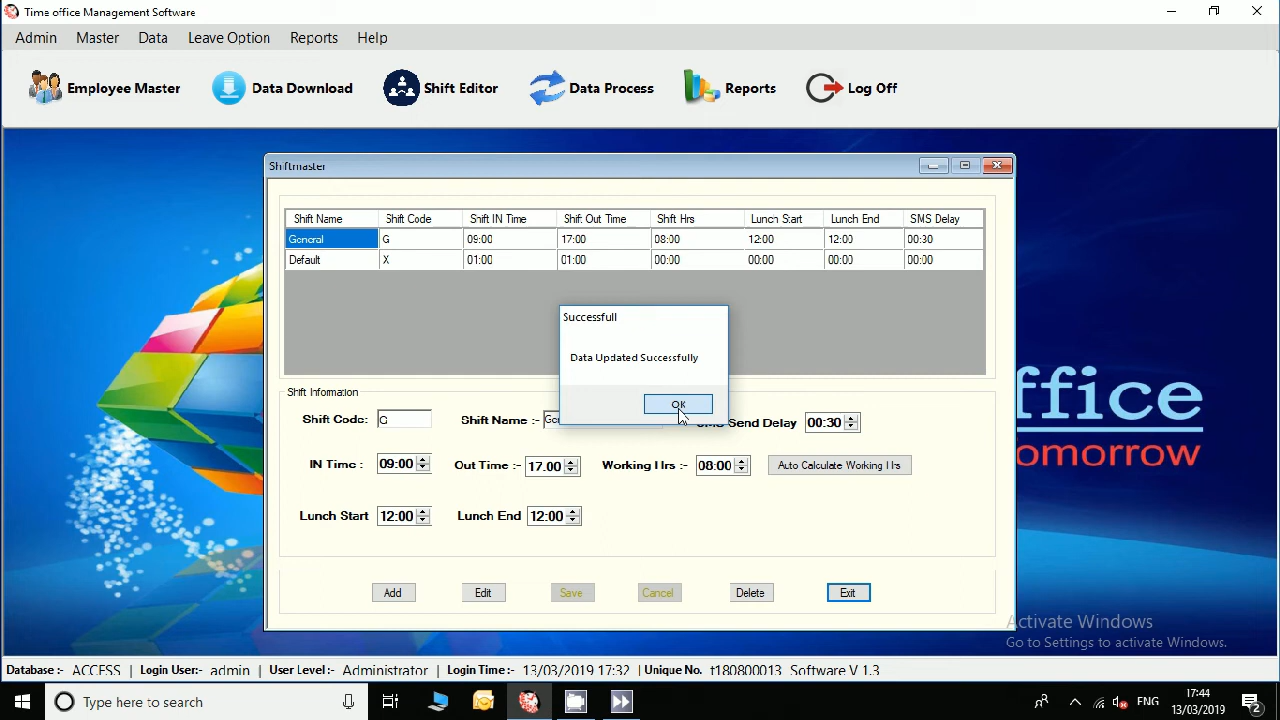 Time office Management Software
Admin Master Data Leave Option Reports Help
Employee Master Data Download Shift Editor Data Process Reports Log Off
Shiftmaster
Shift Name Shift Code Shift IN Time Shift Out Time Shift Hrs Lunch Start Lunch End SMS Delay
General G 09:00 17:00 08:00 12:00 12:00 00:30
Default X 01:00 01:00 00:00 00:00 00:00 00:00
Successfull
Data Updated Successfully
OK
ffice
omorrow
Shift Information
Shift Code: G Shift Name :- Send Delay 00:30
IN Time : 09:00 Out Time :- 17:00 Working Hrs :- 08:00 Auto Calculate Working Hrs
Lunch Start 12:00 Lunch End 12:00
Add Edit Save Cancel Delete Exit
Activate Windows
Go to Settings to activate Windows.
Database :- ACCESS | Login User:- admin | User Level :- Administrator | Login Time :- 13/03/2019 17:32 | Unique No. t180800013 Software V 1.3
Type here to search
ENG 17:44
13/03/2019
2